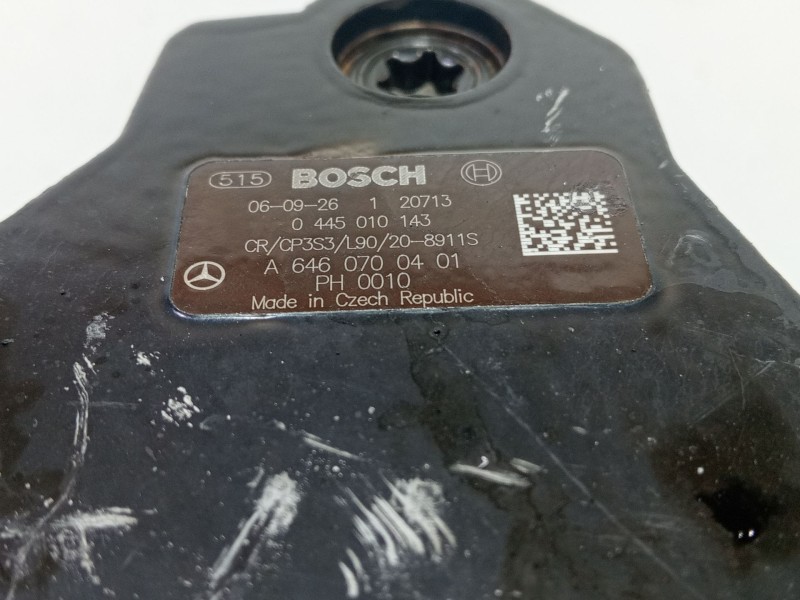 515 BOSCH
06-09-26 1 20713
0 445 010 143
CR/CP3S3/L90/20-8911S
A 646 070 04 01
PH 0010
Made in Czech Republic